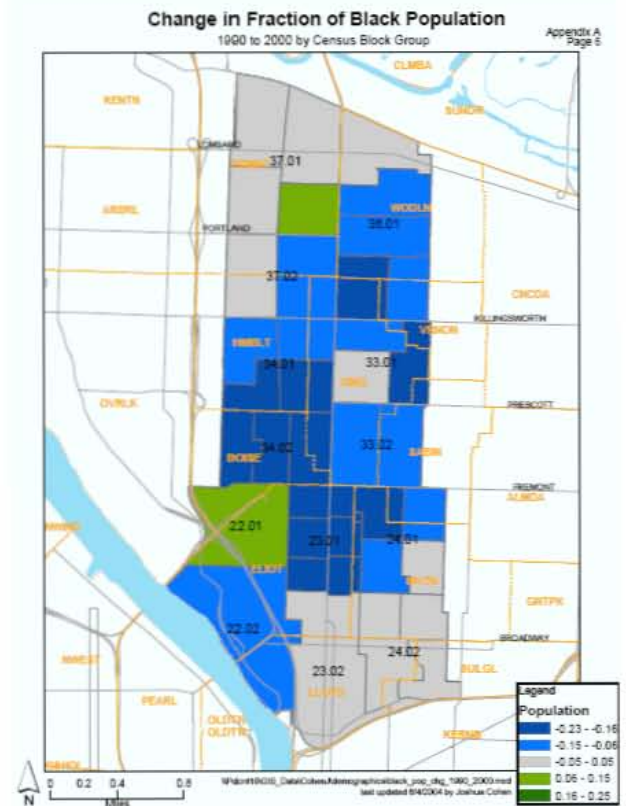 Change in Fraction of Black Population
1990 to 2000 by Census Block Group
Appendix A
Page 6
CLMBA
KENTN
SUNDR
LOMBARD
37.01
ARBRL
WODLN
PORTLAND
36.01
37.02
CNCDA
KILLINGSWORTH
VERNON
HMBLT
34.01
33.01
KING
OVRLK
PRESCOTT
34.02
33.02
BOISE
SABIN
FREMONT
ALMDA
22.01
23.01
24.01
ELIOT
IRVTN
GRTPK
22.02
BROADWAY
24.02
NWEST
23.02
SULGL
LLOYD
PEARL
OLDTN
OLDTN
KERNS
Legend
Population
-0.23 - -0.16
-0.15 - -0.06
-0.05 - 0.05
0.06 - 0.15
0.16 - 0.25
N
0 0.2 0.4 0.8
Miles
last updated 6/4/2004 by Joshua Cohen